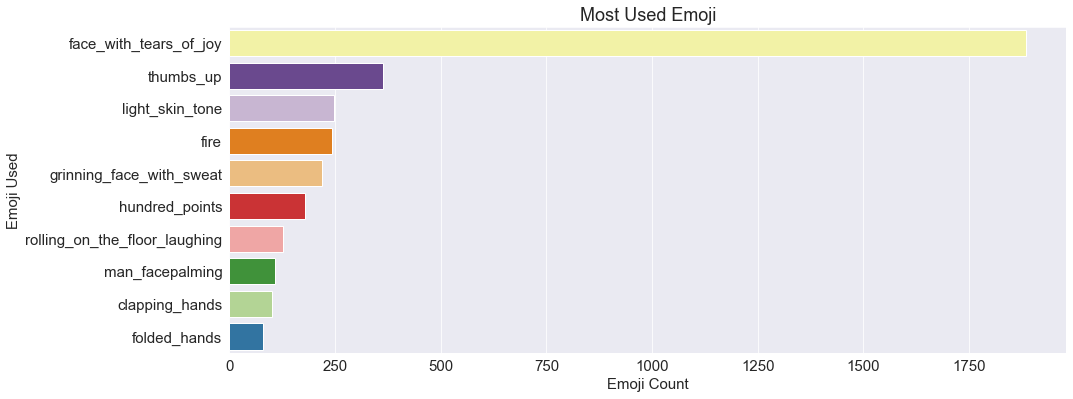 Most Used Emoji
Emoji Used
face_with_tears_of_joy
thumbs_up
light_skin_tone
fire
grinning_face_with_sweat
hundred_points
rolling_on_the_floor_laughing
man_facepalming
clapping_hands
folded_hands
0 250 500 750 1000 1250 1500 1750
Emoji Count